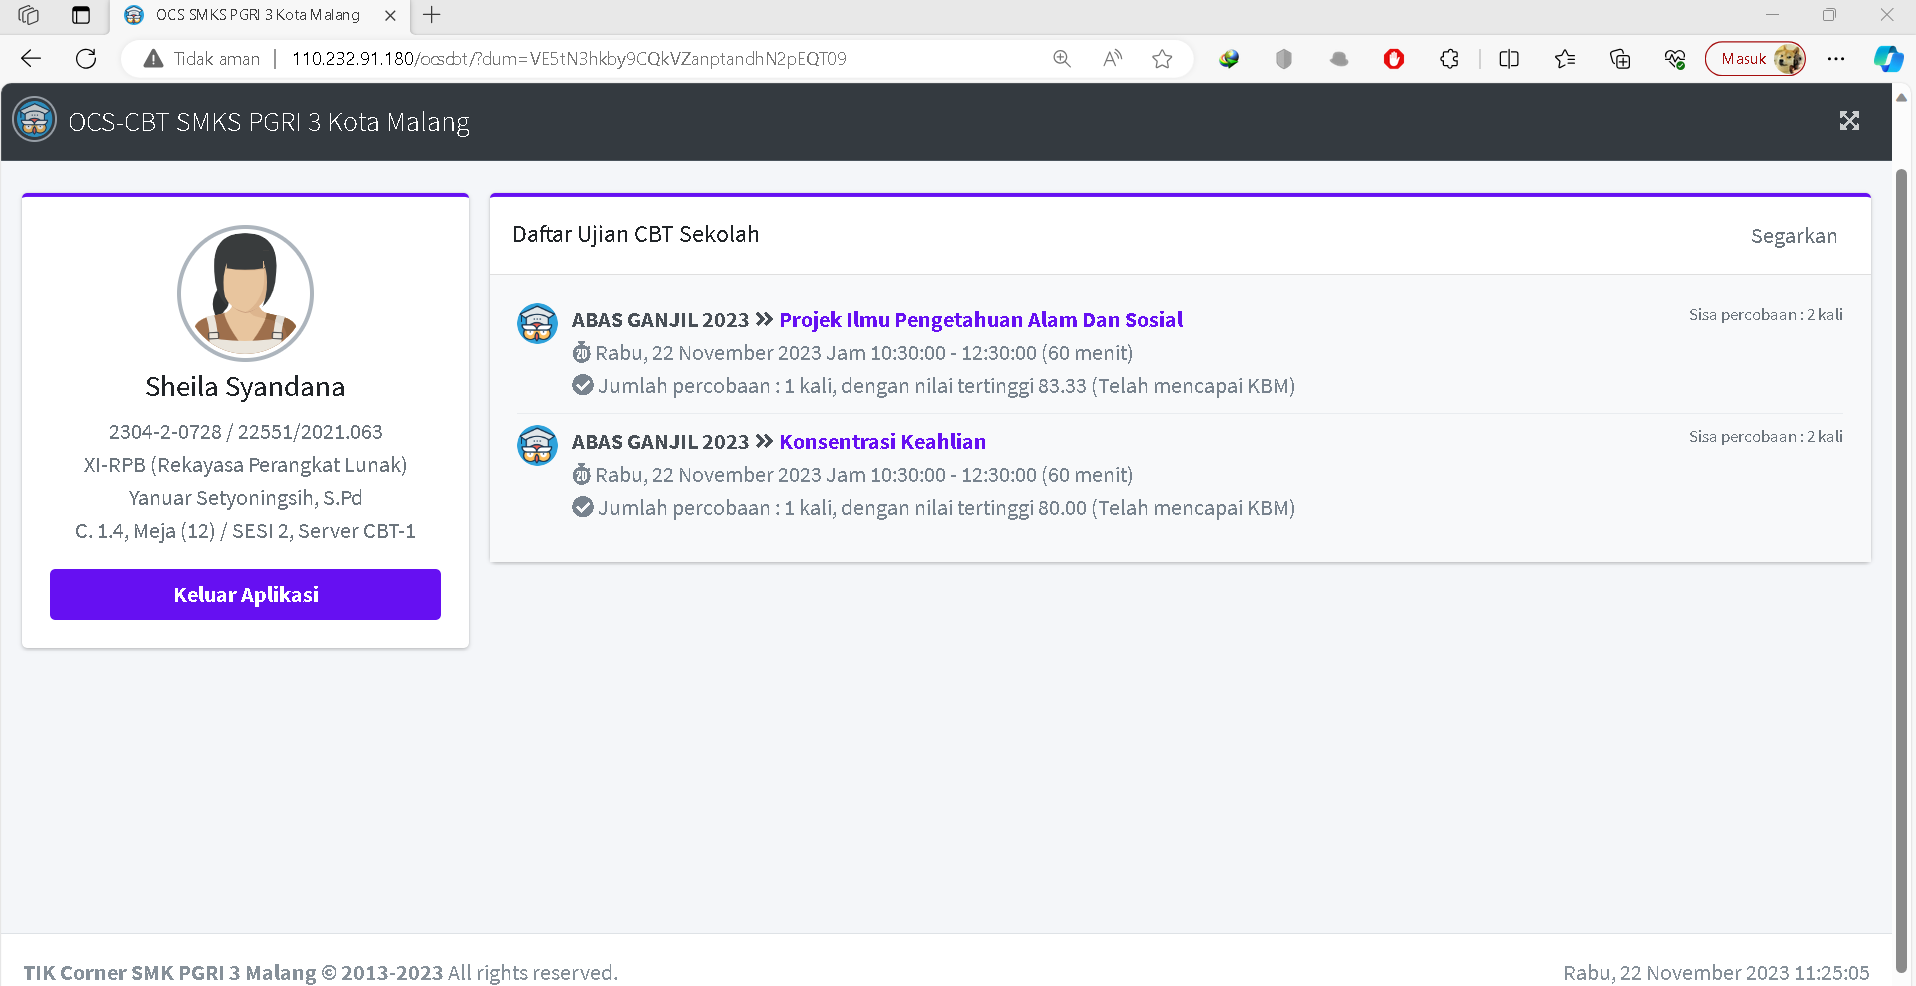 OCS SMKS PGRI 3 Kota Malang
Tidak aman | 110.232.91.180/ocscbt/?dum=VE5tN3hkby9CQkVZanptandhN2pEQT09
Masuk
OCS-CBT SMKS PGRI 3 Kota Malang
Sheila Syandana
2304-2-0728 / 22551/2021.063
XI-RPB (Rekayasa Perangkat Lunak)
Yanuar Setyoningsih, S.Pd
C. 1.4, Meja (12) / SESI 2, Server CBT-1
Keluar Aplikasi
Daftar Ujian CBT Sekolah
Segarkan
ABAS GANJIL 2023 » Projek Ilmu Pengetahuan Alam Dan Sosial
Sisa percobaan : 2 kali
20 Rabu, 22 November 2023 Jam 10:30:00 - 12:30:00 (60 menit)
Jumlah percobaan : 1 kali, dengan nilai tertinggi 83.33 (Telah mencapai KBM)
ABAS GANJIL 2023 » Konsentrasi Keahlian
Sisa percobaan : 2 kali
20 Rabu, 22 November 2023 Jam 10:30:00 - 12:30:00 (60 menit)
Jumlah percobaan : 1 kali, dengan nilai tertinggi 80.00 (Telah mencapai KBM)
TIK Corner SMK PGRI 3 Malang © 2013-2023 All rights reserved.
Rabu, 22 November 2023 11:25:05